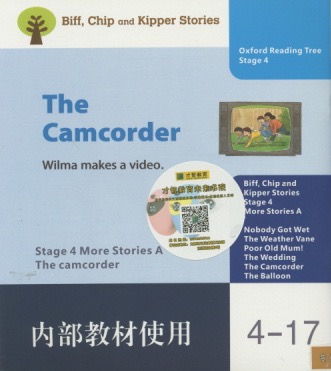 Biff, Chip and Kipper Stories
Oxford Reading Tree
Stage 4
The
Camcorder
Wilma makes a video.
Biff, Chip and
Kipper Stories
Stage 4
More Stories A
Nobody Got Wet
The Weather Vane
Poor Old Mum!
The Wedding
The Camcorder
The Balloon
Stage 4 More Stories A
The camcorder
内部教材使用
4-17